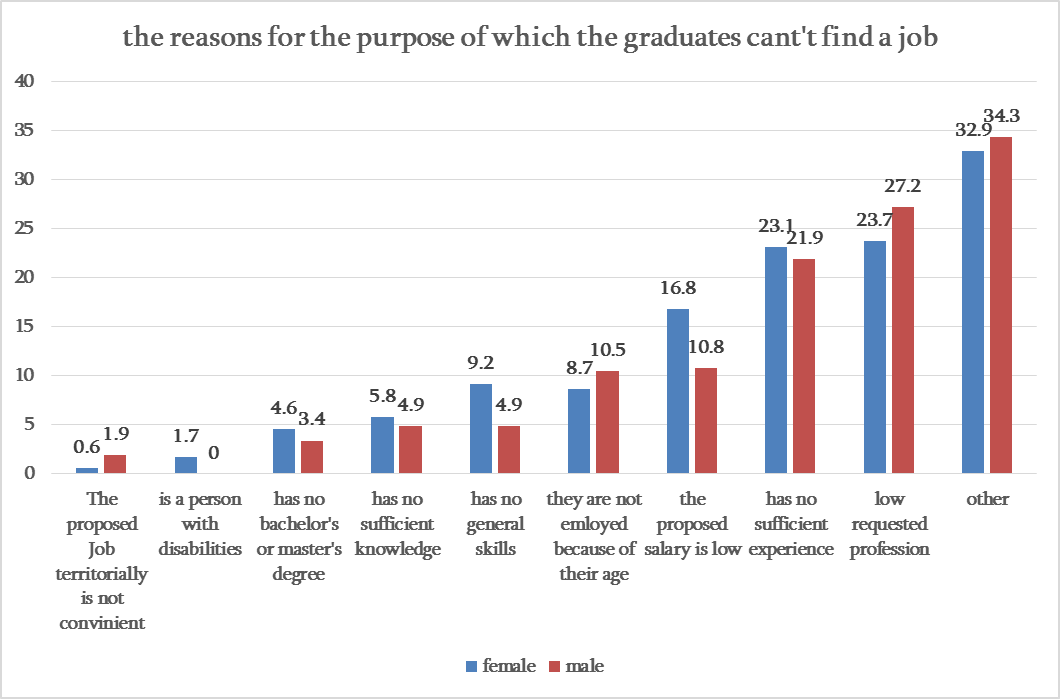 the reasons for the purpose of which the graduates cant't find a job
40
35
30
25
20
15
10
5
0
0.6
1.9
1.7
0
4.6
3.4
5.8
4.9
9.2
4.9
8.7
10.5
16.8
10.8
23.1
21.9
23.7
27.2
32.9
34.3
The
proposed
Job
territorially
is not
convinient
is a person
with
disabilities
has no
bachelor's
or master's
degree
has no
sufficient
knowledge
has no
general
skills
they are not
emloyed
because of
their age
the
proposed
salary is low
has no
sufficient
experience
low
requested
profession
other
female
male